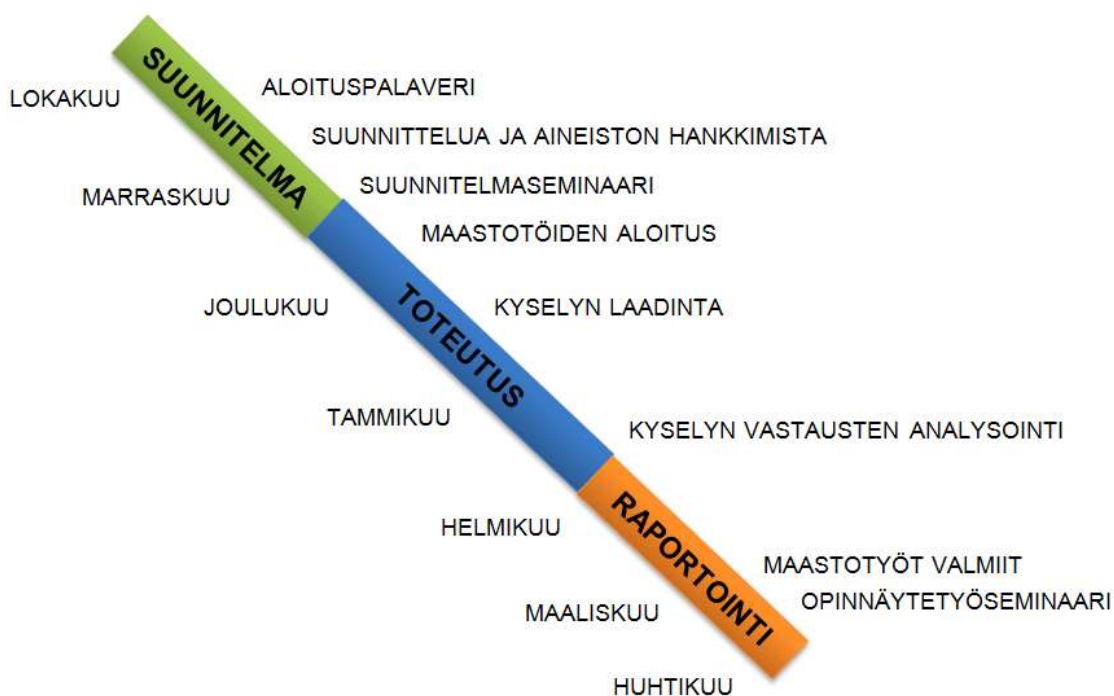 SUUNNITELMA
ALOITUSPALAVERI
LOKAKUU
SUUNNITTELUA JA AINEISTON HANKKIMISTA
SUUNNITELMASEMINAARI
MARRASKUU
MAASTOTÖIDEN ALOITUS
TOTEUTUS
JOULUKUU
KYSELYN LAADINTA
TAMMIKUU
KYSELYN VASTAUSTEN ANALYSOINTI
RAPORTOINTI
HELMIKUU
MAASTOTYÖT VALMIIT
OPINNÄYTETYÖSEMINAARI
MAALISKUU
HUHTIKUU